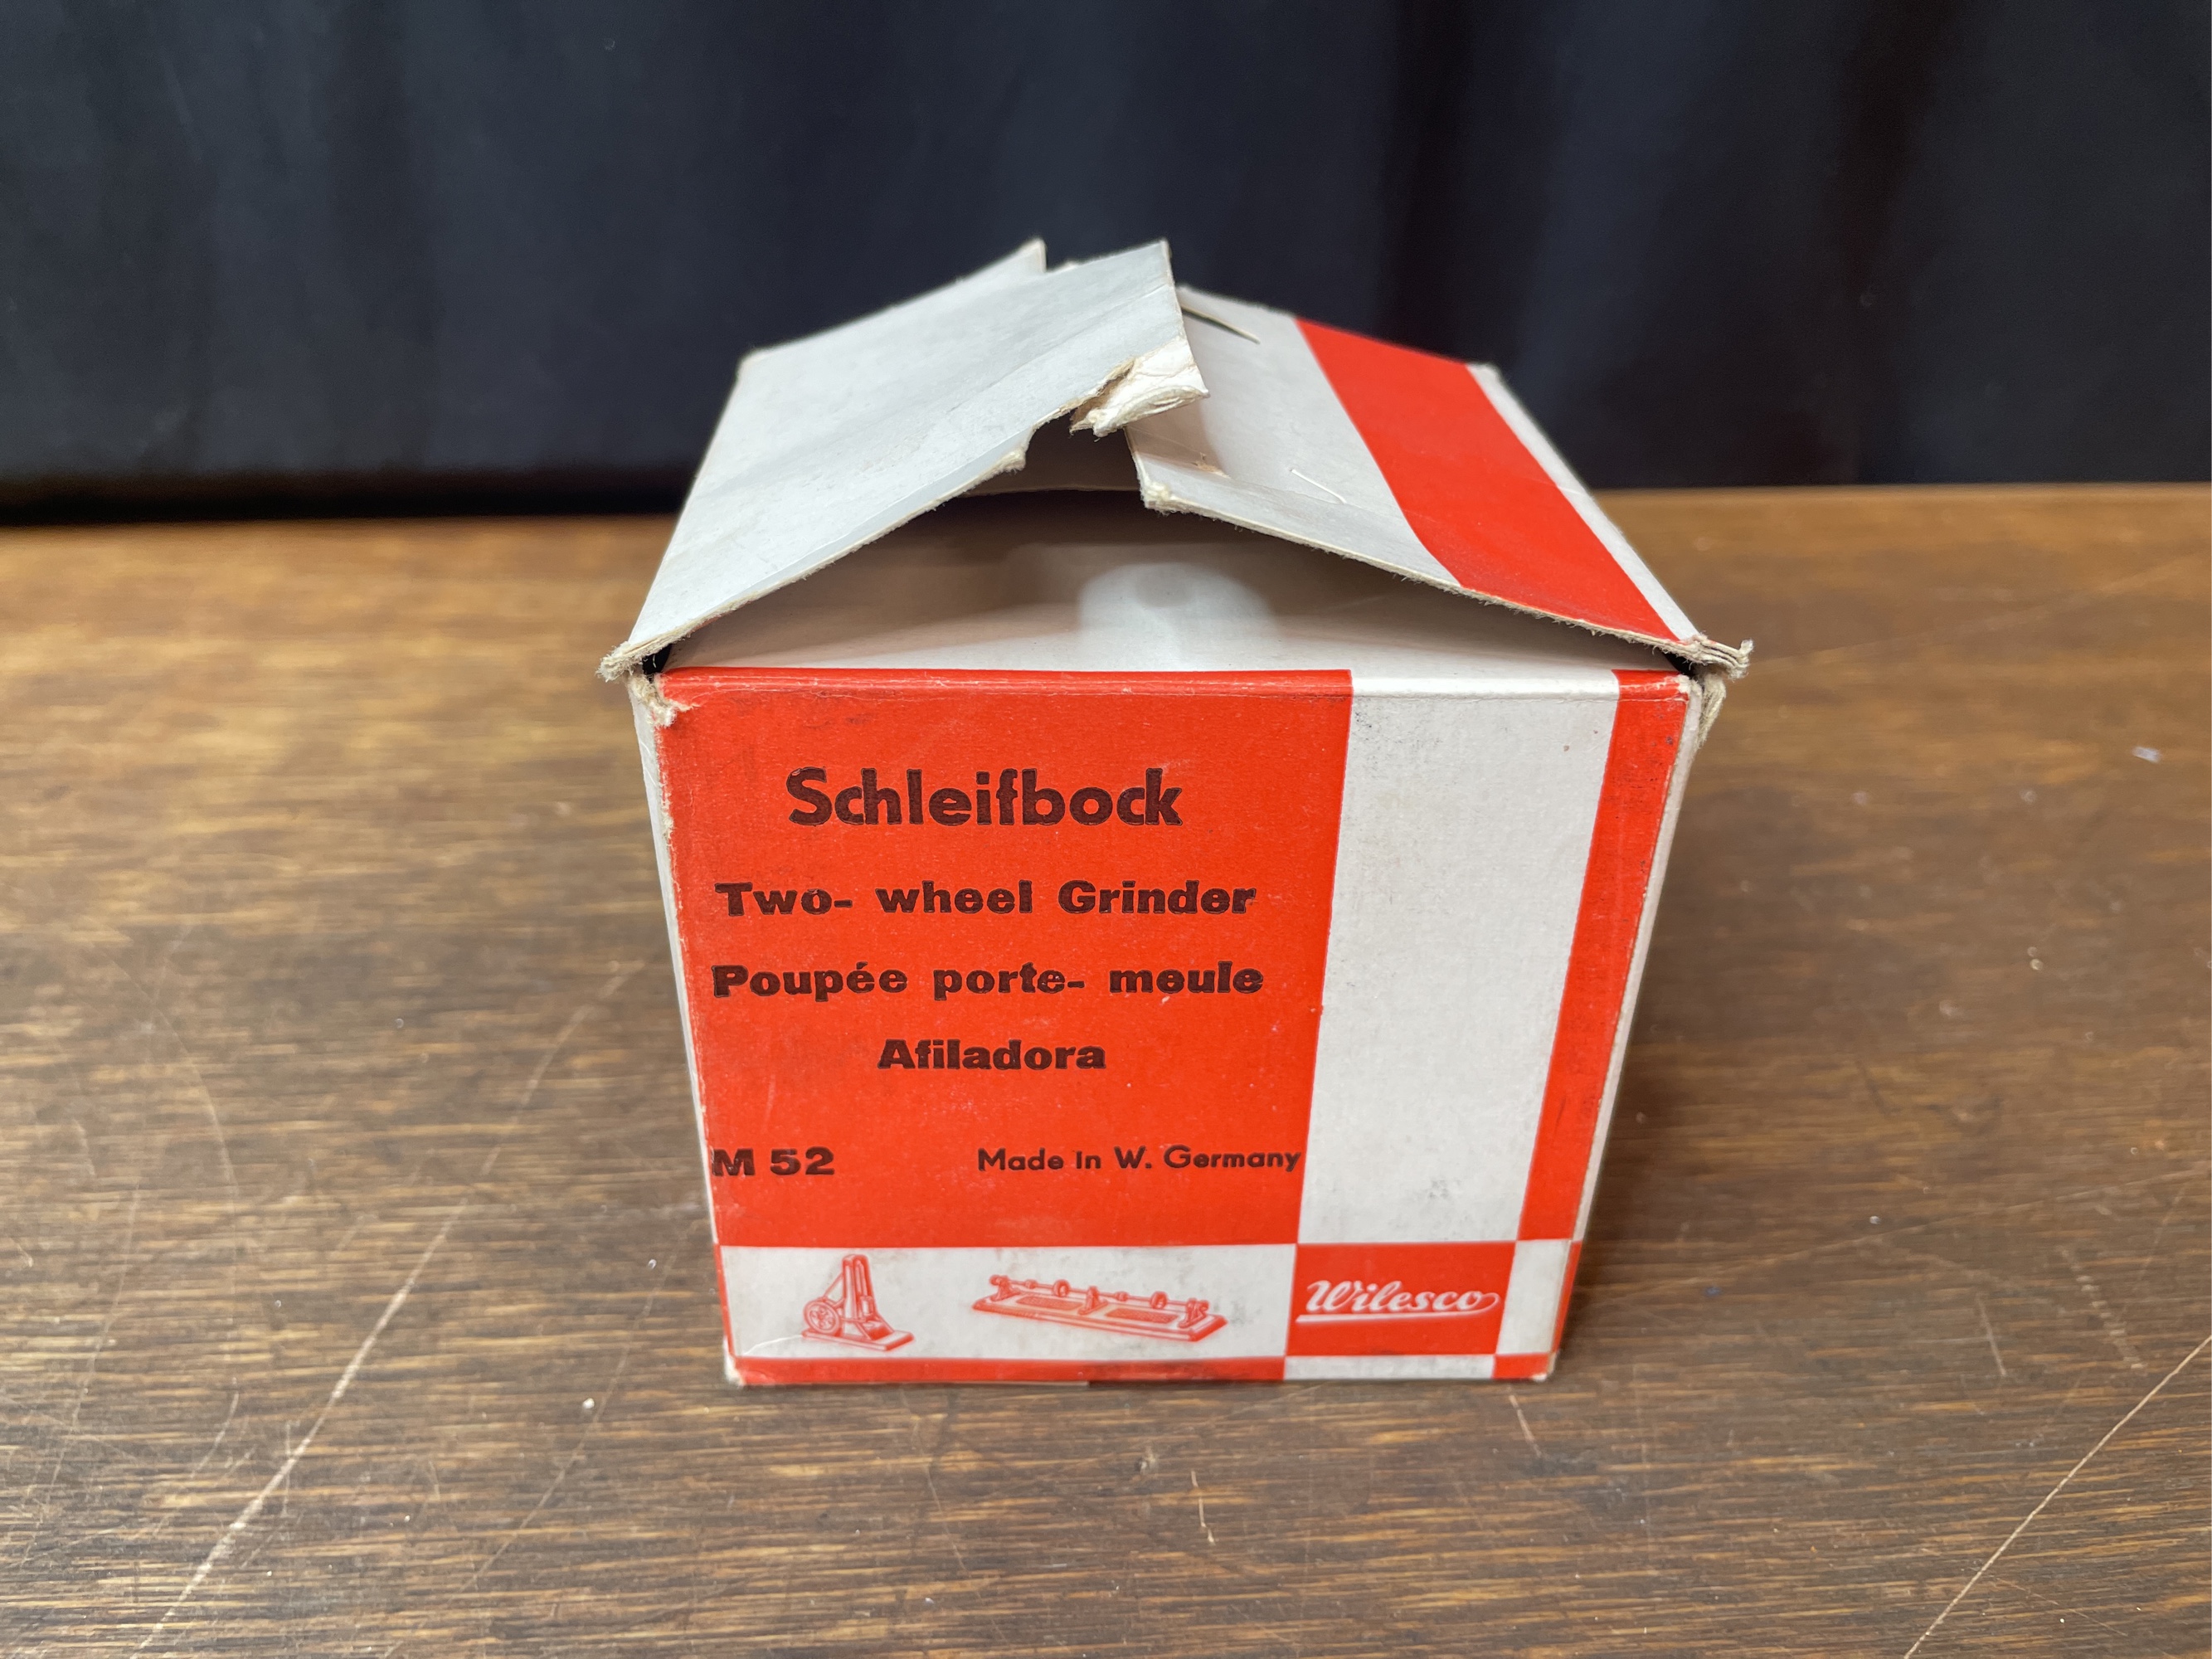 Schleifbock
Two- wheel Grinder
Poupée porte- meule
Afiladora
M 52 Made in W. Germany
Wilesco